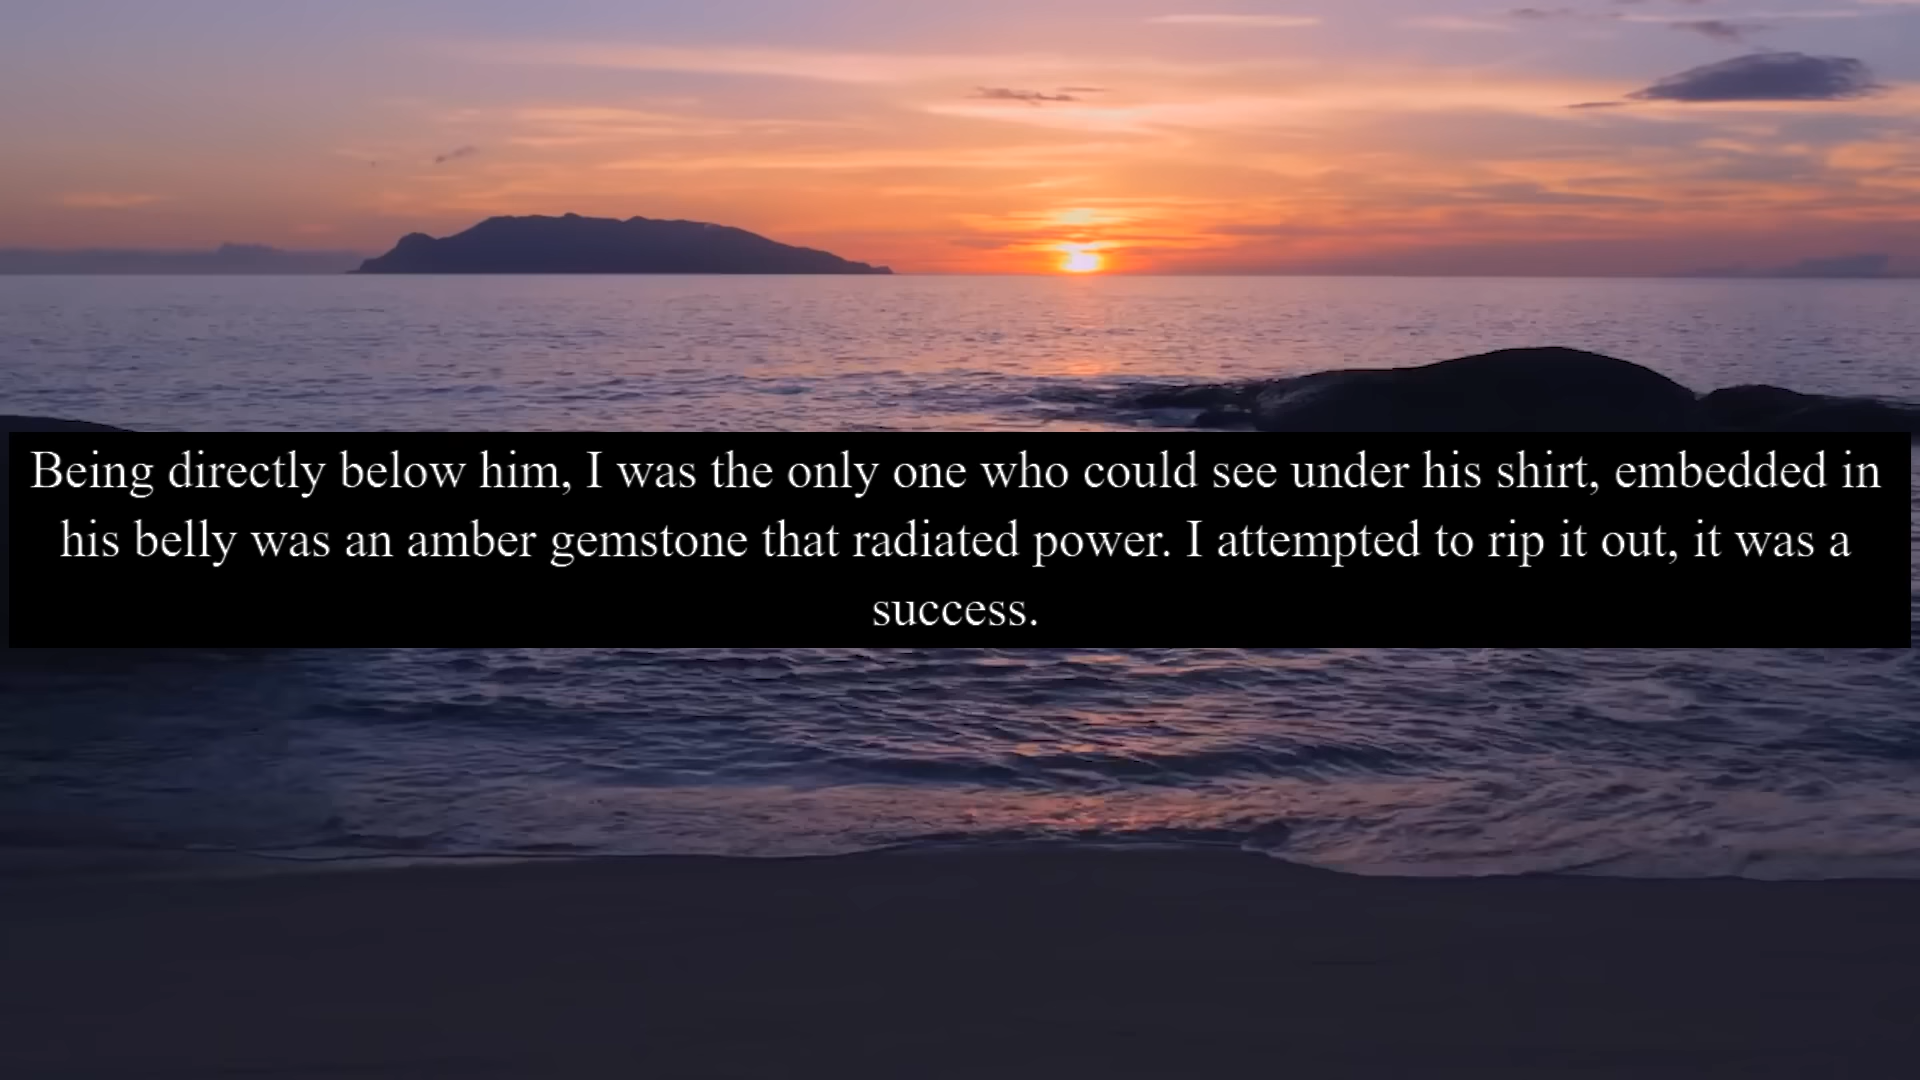 Being directly below him, I was the only one who could see under his shirt, embedded in
his belly was an amber gemstone that radiated power. I attempted to rip it out, it was a
success.